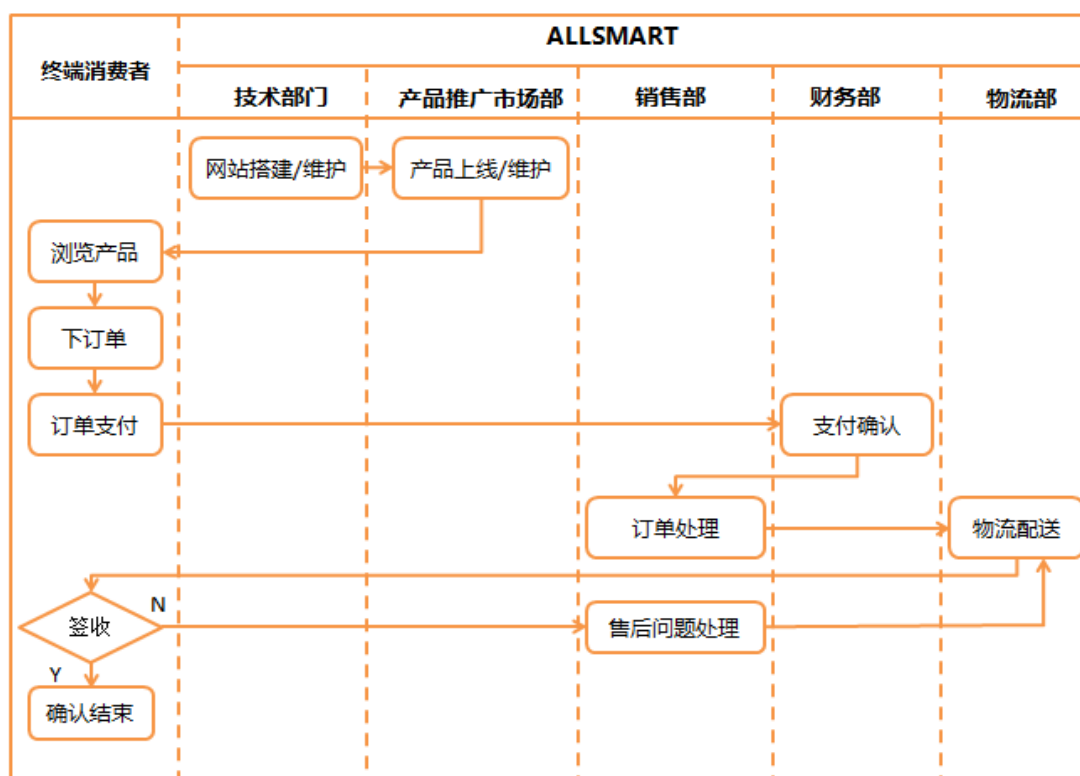 ALLSMART
终端消费者
技术部门
产品推广市场部
销售部
财务部
物流部
网站搭建/维护
产品上线/维护
浏览产品
下订单
订单支付
支付确认
订单处理
物流配送
签收
N
售后问题处理
Y
确认结束